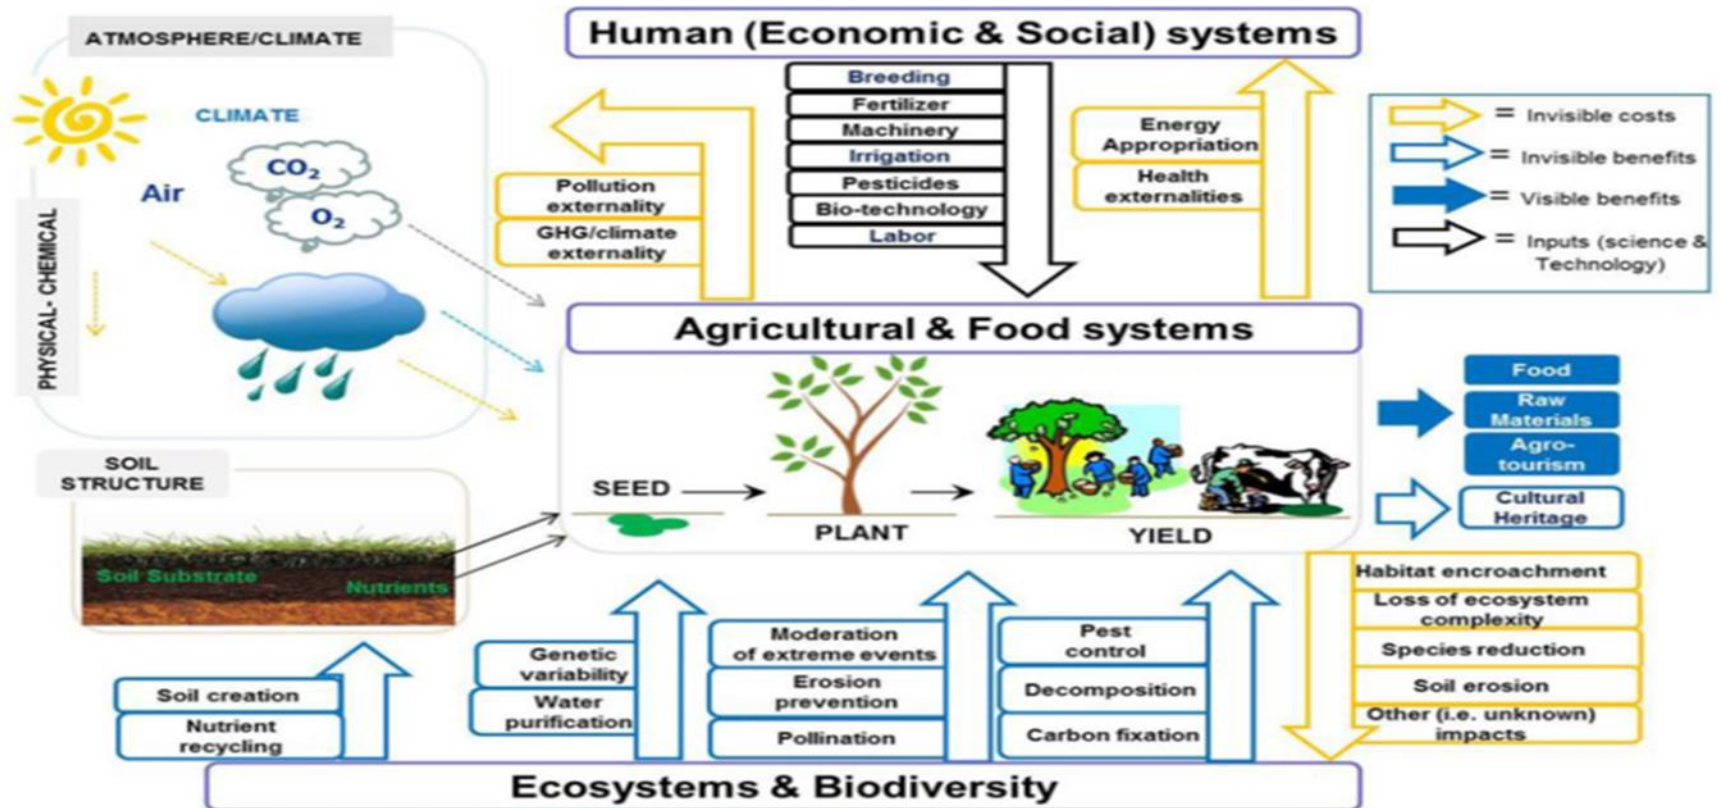 ATMOSPHERE/CLIMATE
CLIMATE
CO₂
Air
O₂
PHYSICAL- CHEMICAL
SOIL
STRUCTURE
Soil Substrate
Nutrients
Human (Economic & Social) systems
Pollution
externality
GHG/climate
externality
Breeding
Fertilizer
Machinery
Irrigation
Pesticides
Bio-technology
Labor
Energy
Appropriation
Health
externalities
= Invisible costs
= Invisible benefits
= Visible benefits
= Inputs (science &
Technology)
Agricultural & Food systems
SEED
PLANT
YIELD
Food
Raw
Materials
Agro-
tourism
Cultural
Heritage
Soil creation
Nutrient
recycling
Genetic
variability
Water
purification
Moderation
of extreme events
Erosion
prevention
Pollination
Pest
control
Decomposition
Carbon fixation
Habitat encroachment
Loss of ecosystem
complexity
Species reduction
Soil erosion
Other (i.e. unknown)
impacts
Ecosystems & Biodiversity